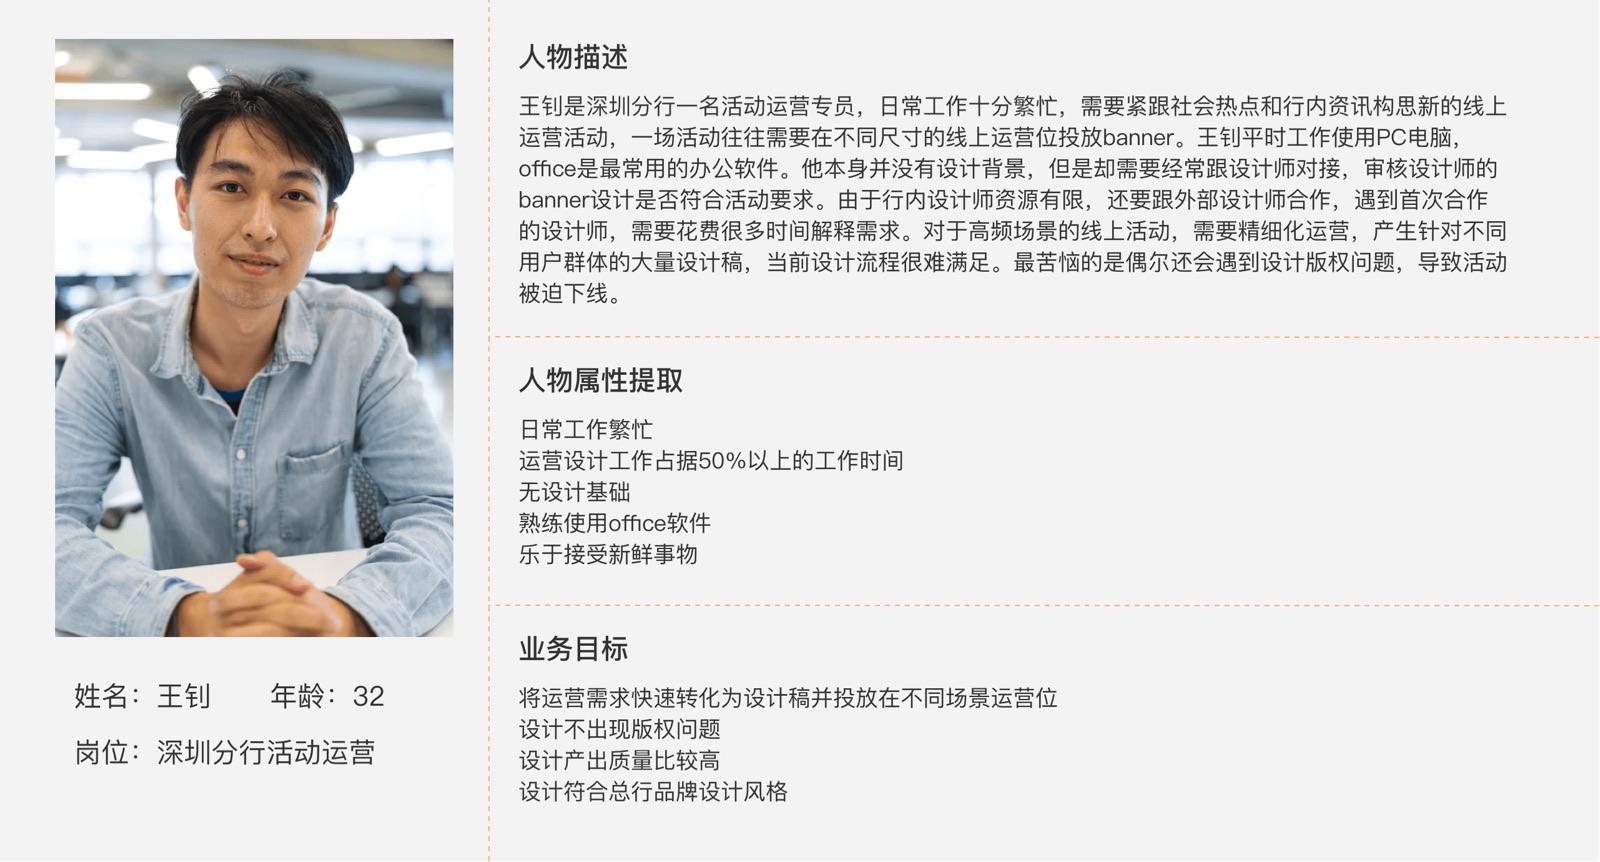 人物描述
王钊是深圳分行一名活动运营专员，日常工作十分繁忙，需要紧跟社会热点和行内资讯构思新的线上
运营活动，一场活动往往需要在不同尺寸的线上运营位投放banner。王钊平时工作使用PC电脑，
office是最常用的办公软件。他本身并没有设计背景，但是却需要经常跟设计师对接，审核设计师的
banner设计是否符合活动要求。由于行内设计师资源有限，还要跟外部设计师合作，遇到首次合作
的设计师，需要花费很多时间解释需求。对于高频场景的线上活动，需要精细化运营，产生针对不同
用户群体的大量设计稿，当前设计流程很难满足。最苦恼的是偶尔还会遇到设计版权问题，导致活动
被迫下线。
人物属性提取
日常工作繁忙
运营设计工作占据50%以上的工作时间
无设计基础
熟练使用office软件
乐于接受新鲜事物
业务目标
将运营需求快速转化为设计稿并投放在不同场景运营位
设计不出现版权问题
设计产出质量比较高
设计符合总行品牌设计风格
姓名：王钊 年龄：32
岗位：深圳分行活动运营